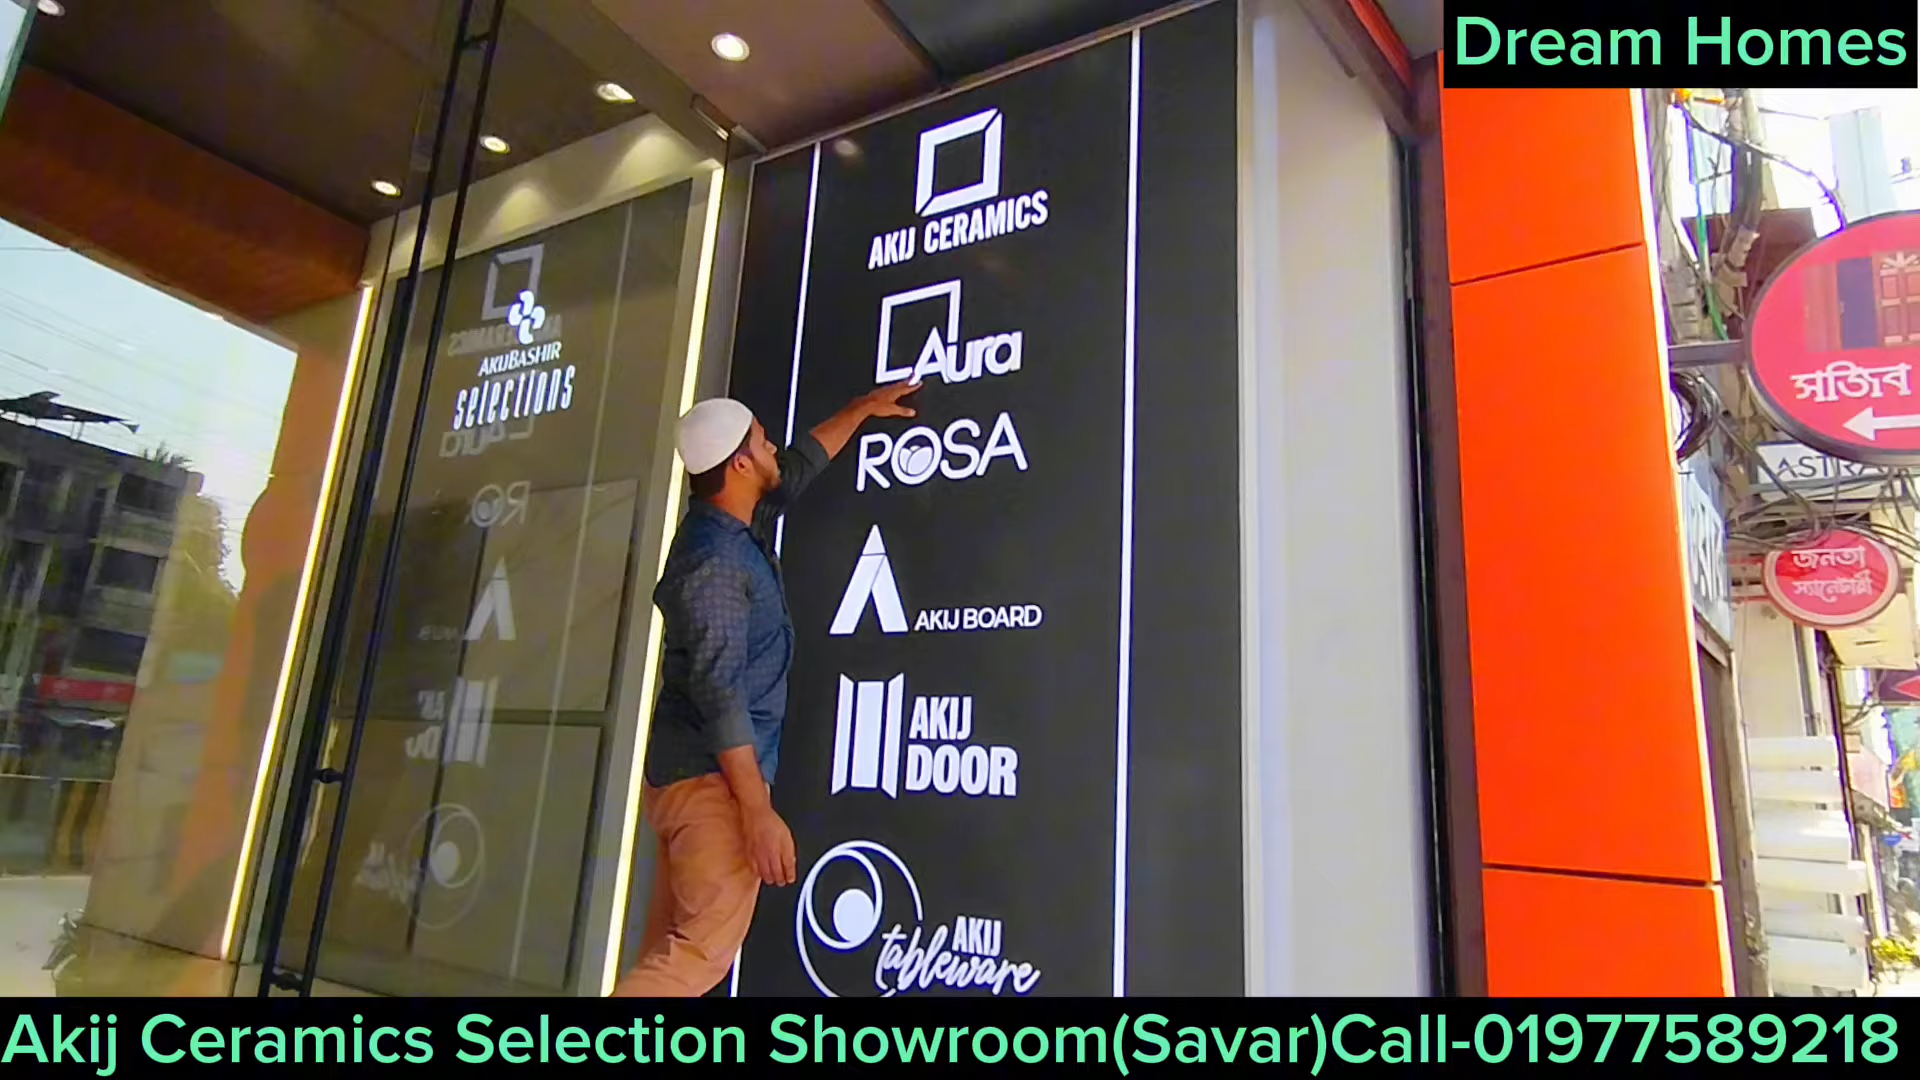 Dream Homes
AKIJ CERAMICS
Aura
ROSA
AKIJ BOARD
AKIJ
DOOR
AKIJ
tableware
AKIJBASHIR
selections
সজিব
ASTRA
জনতা
স্যানেটারী
Akij Ceramics Selection Showroom(Savar)Call-01977589218